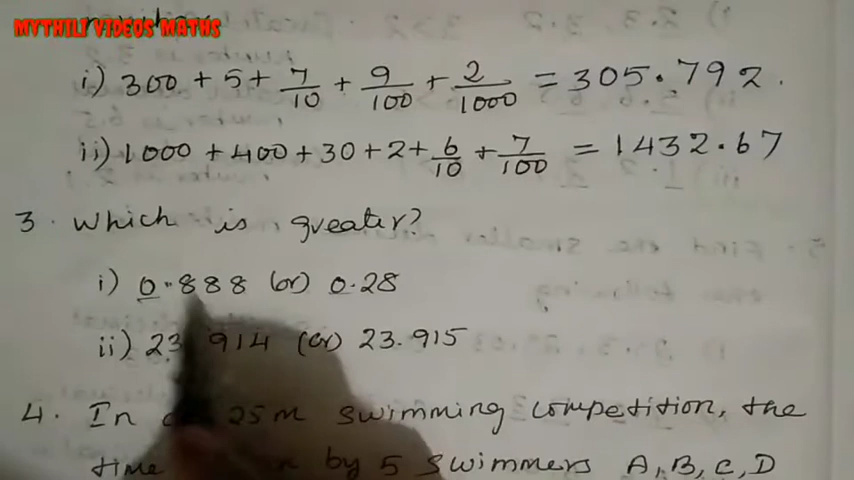 MYTHILI VIDEOS MATHS
i) 300 + 5 + 7/10 + 9/100 + 2/1000 = 305.792.
ii) 1000 + 400 + 30 + 2 + 6/10 + 7/100 = 1432.67
3. Which is greater?
i) 0.888 (or) 0.28
ii) 23 914 (or) 23.915
4. In 25m swimming competition, the
time by 5 swimmers A, B, C, D